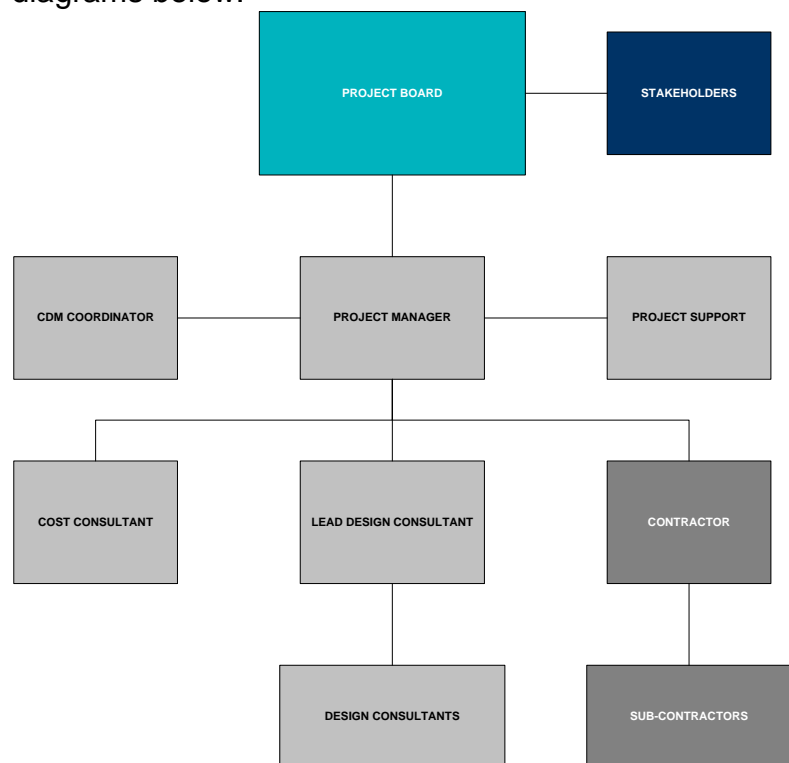 diagrams below.
PROJECT BOARD
STAKEHOLDERS
CDM COORDINATOR
PROJECT MANAGER
PROJECT SUPPORT
COST CONSULTANT
LEAD DESIGN CONSULTANT
CONTRACTOR
DESIGN CONSULTANTS
SUB-CONTRACTORS